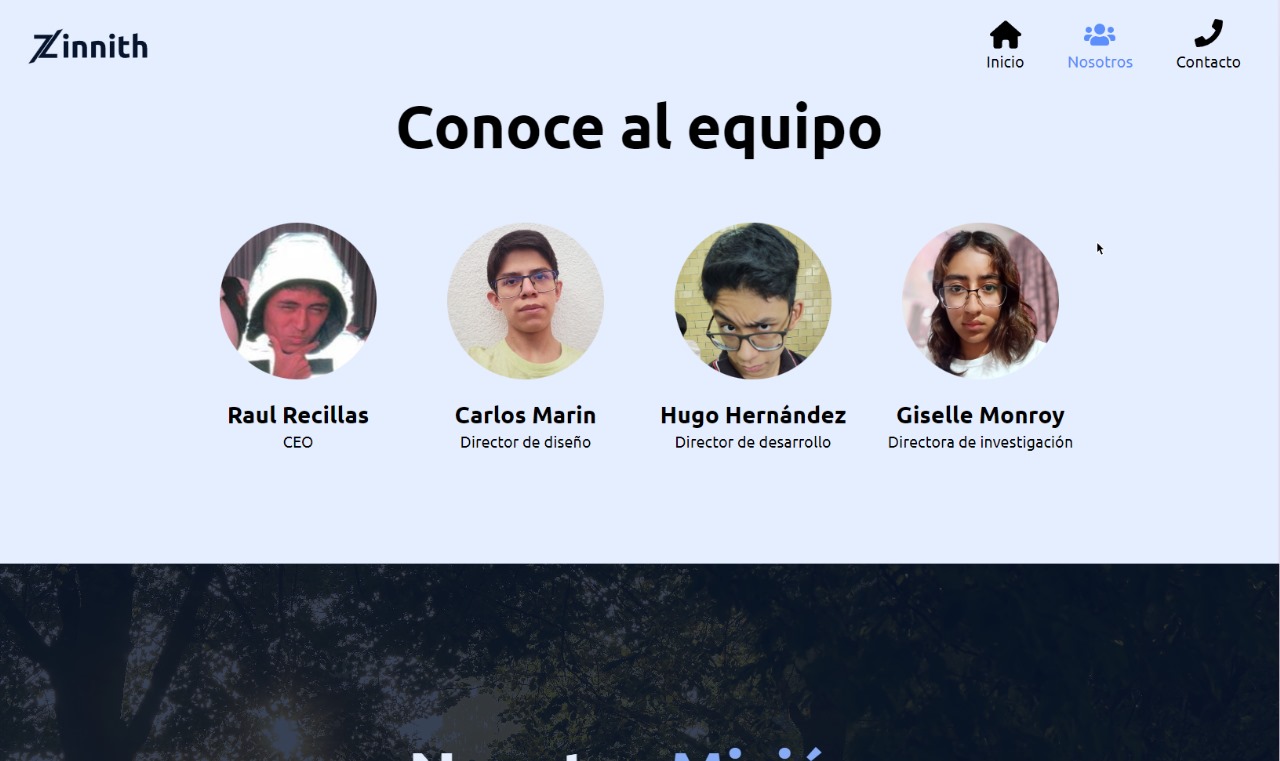 Zinnith
Inicio
Nosotros
Contacto
Conoce al equipo
Raul Recillas
CEO
Carlos Marin
Director de diseño
Hugo Hernández
Director de desarrollo
Giselle Monroy
Directora de investigación